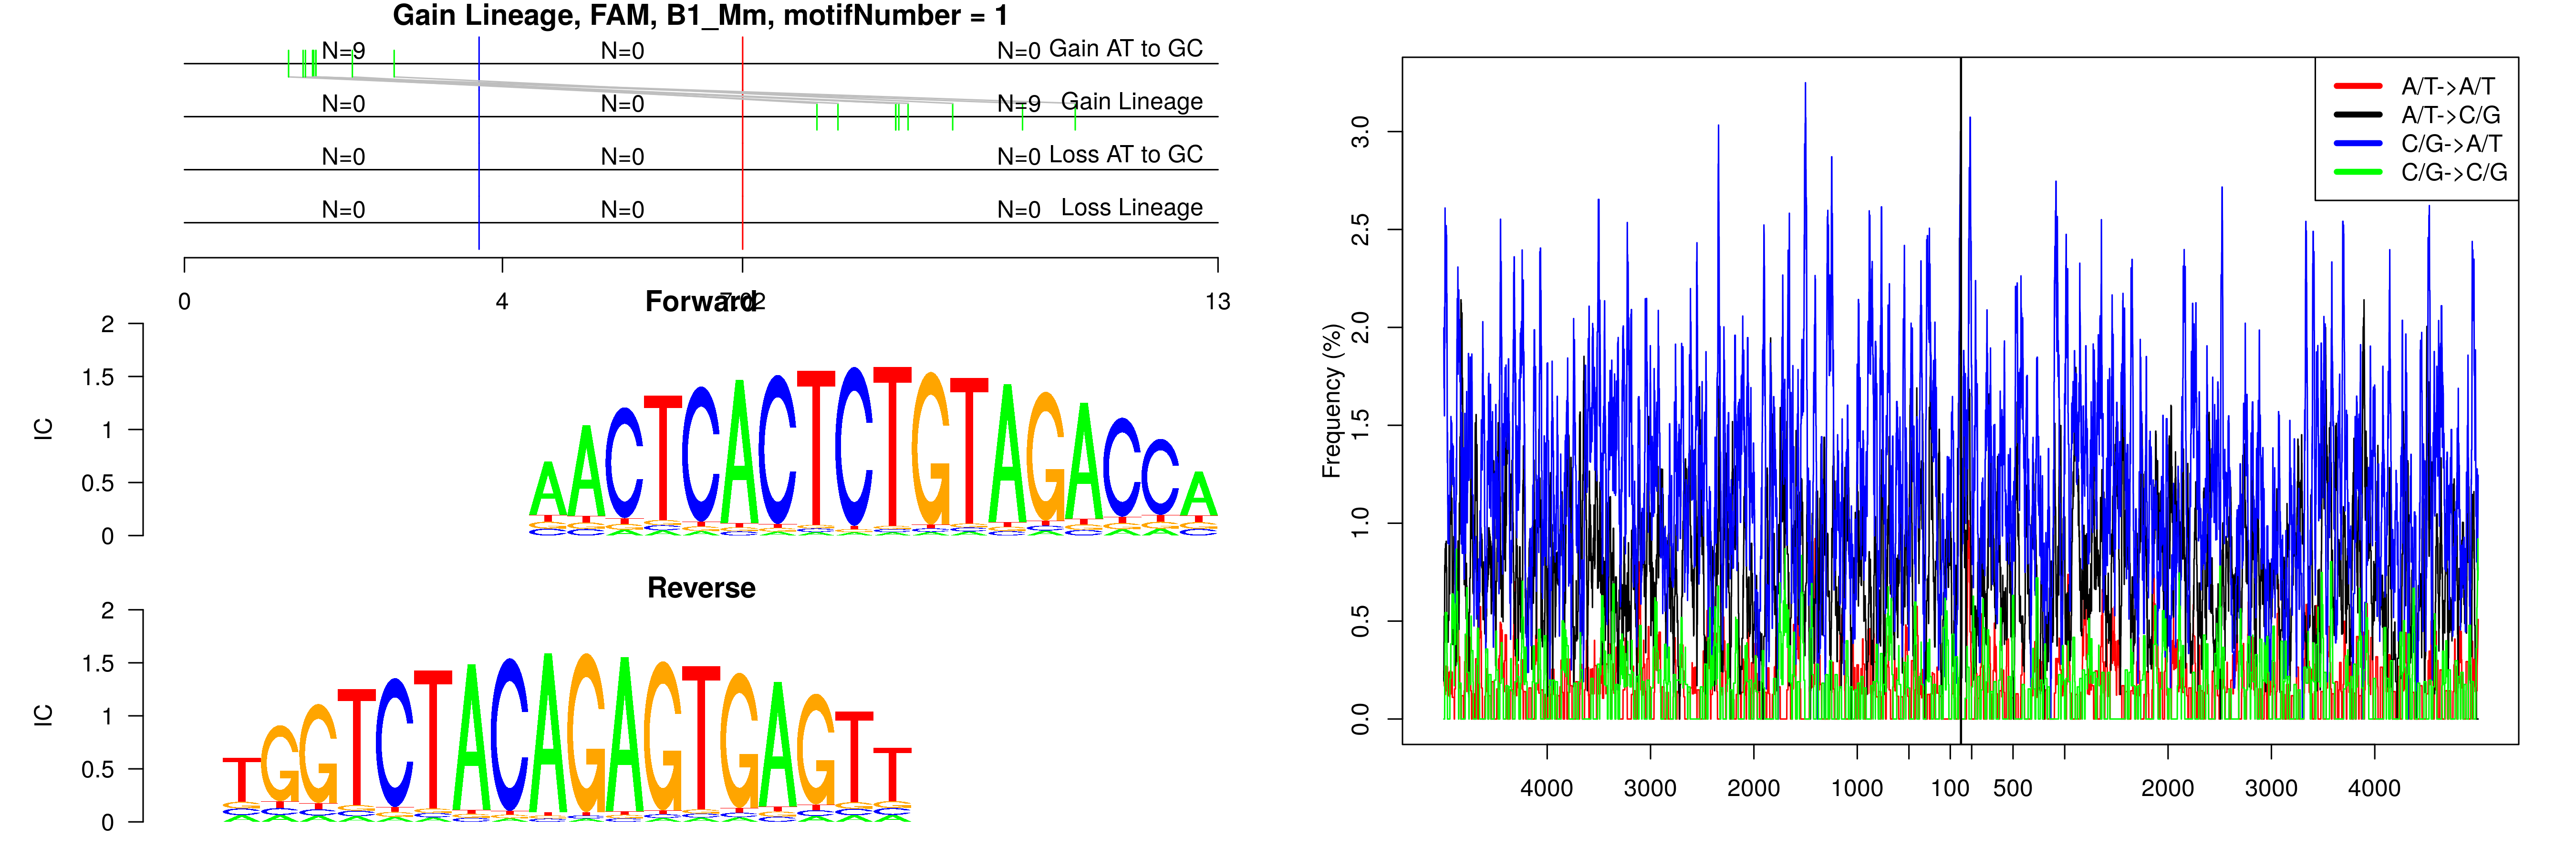 Gain Lineage, FAM, B1_Mm, motifNumber = 1
N=9 N=0 N=0 Gain AT to GC
N=0 N=0 N=9 Gain Lineage
N=0 N=0 N=0 Loss AT to GC
N=0 N=0 N=0 Loss Lineage
0 4 7.02 13
Forward
2
1.5
1
0.5
0
IC
AACTCACTCTGTAGACCA
Reverse
2
1.5
1
0.5
0
IC
TGGTCTACAGAGTGAGTT
A/T->A/T
A/T->C/G
C/G->A/T
C/G->C/G
Frequency (%)
3.0
2.5
2.0
1.5
1.0
0.5
0.0
4000 3000 2000 1000 100 500 2000 3000 4000